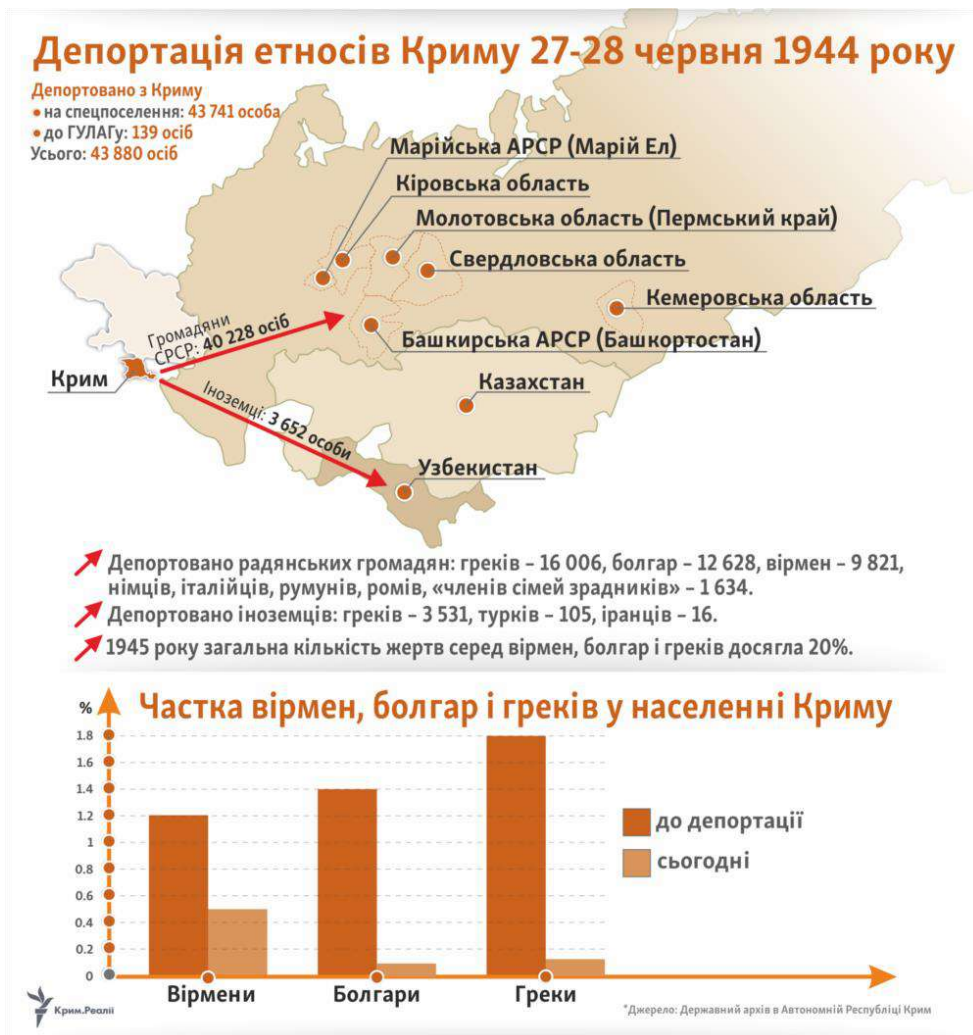 Депортація етносів Криму 27-28 червня 1944 року
Депортовано з Криму
• на спецпоселення: 43 741 особа
• до ГУЛАГу: 139 осіб
Усього: 43 880 осіб
Марійська АРСР (Марій Ел)
Кіровська область
Молотовська область (Пермський край)
Свердловська область
Кемеровська область
Громадяни
СРСР: 40 228 осіб
Башкирська АРСР (Башкортостан)
Крим
Казахстан
Іноземці: 3 652 особи
Узбекистан
Депортовано радянських громадян: греків – 16 006, болгар – 12 628, вірмен – 9 821,
німців, італійців, румунів, ромів, «членів сімей зрадників» – 1 634.
Депортовано іноземців: греків – 3 531, турків – 105, іранців – 16.
1945 року загальна кількість жертв серед вірмен, болгар і греків досягла 20%.
%
Частка вірмен, болгар і греків у населенні Криму
1.8
1.6
1.4
1.2
1
0.8
0.6
0.4
0.2
0
до депортації
сьогодні
Вірмени
Болгари
Греки
Крим.Реалії
*Джерело: Державний архів в Автономній Республіці Крим